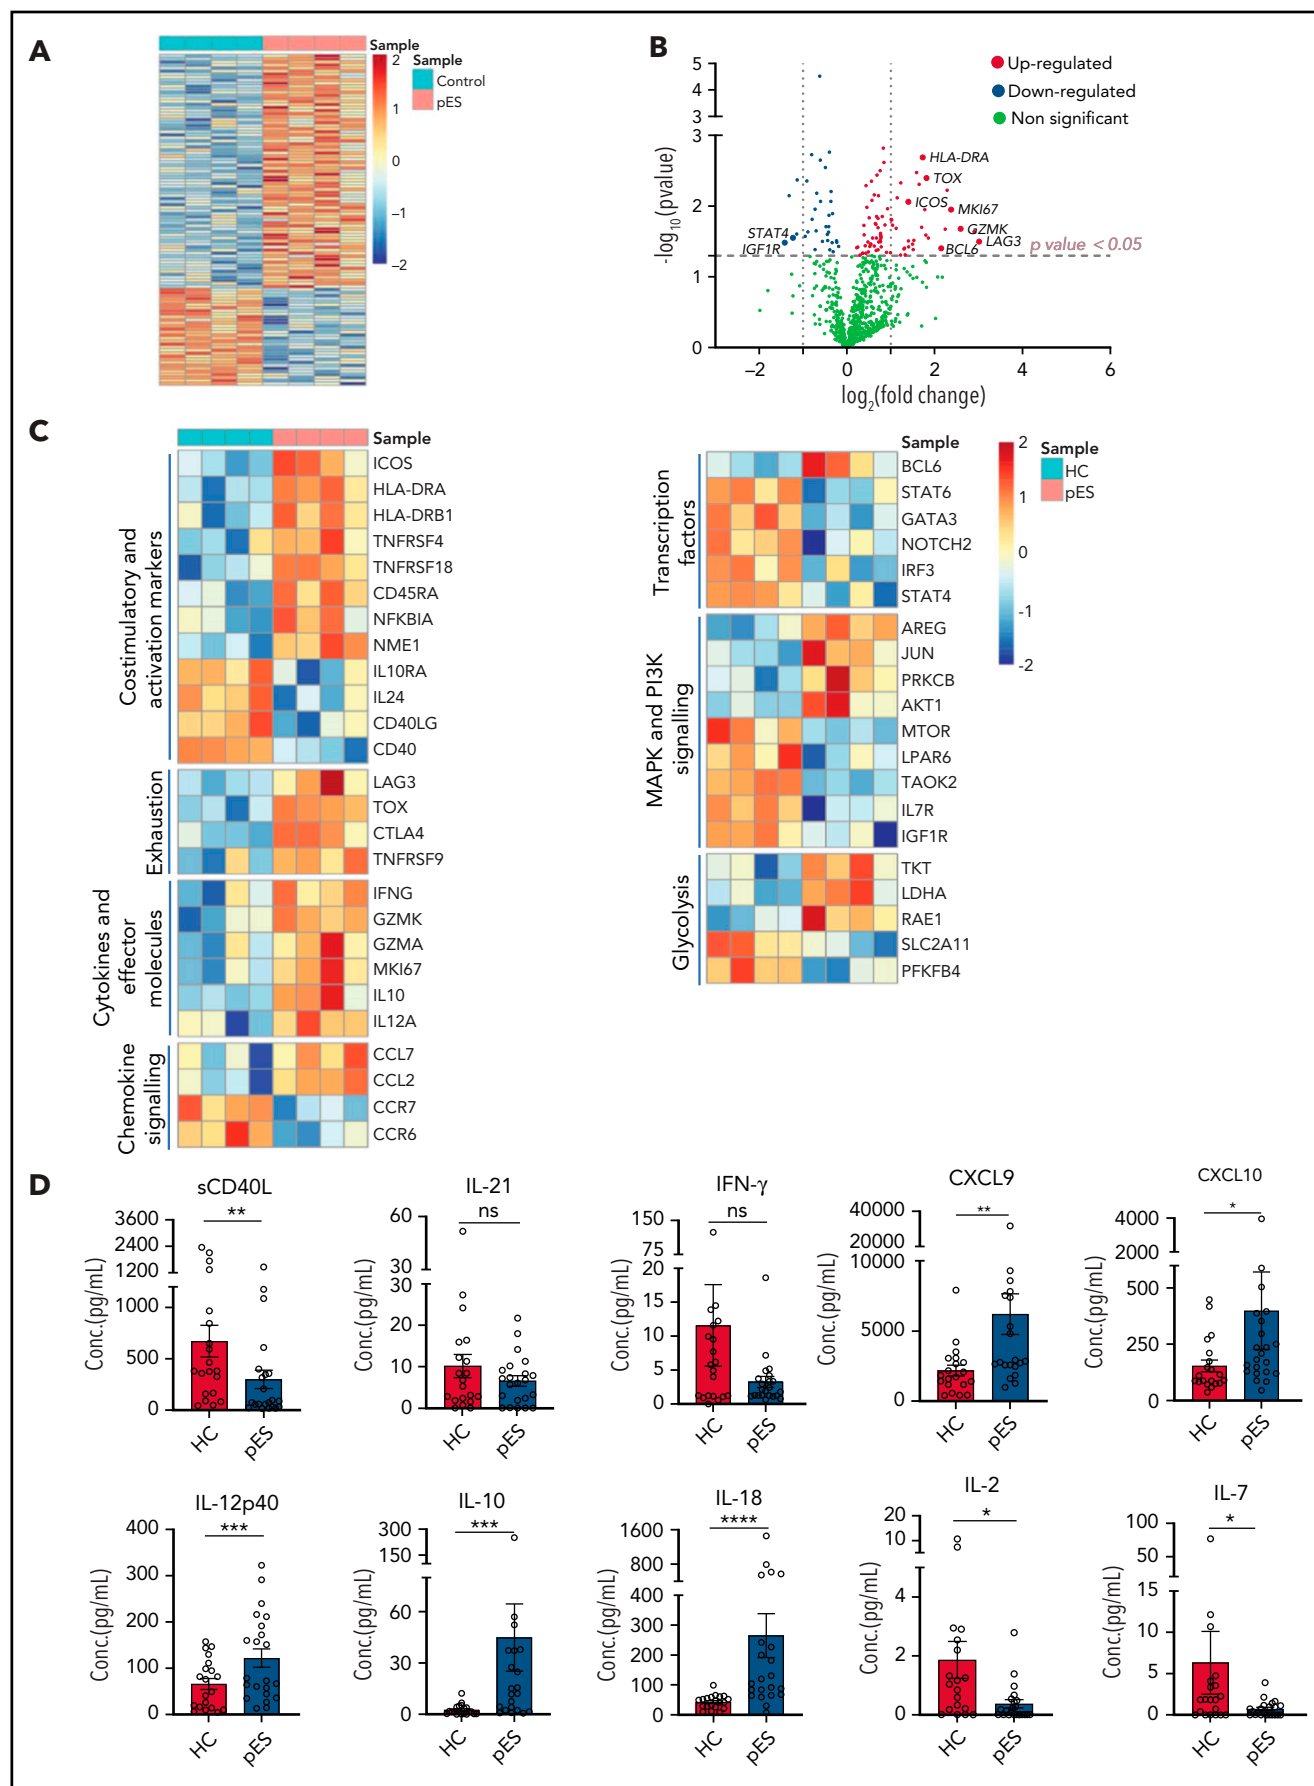 A
Sample
2
1
0
−1
−2
Sample
Control
pES
B
Up-regulated
Down-regulated
Non significant
5
4
3
3
2
1
0
-log10(pvalue)
HLA-DRA
TOX
ICOS
MKI67
GZMK
LAG3
BCL6
STAT4
IGF1R
p value < 0.05
−2
0
2
4
6
log2(fold change)
C
Sample
Costimulatory and
activation markers
ICOS
HLA-DRA
HLA-DRB1
TNFRSF4
TNFRSF18
CD45RA
NFKBIA
NME1
IL10RA
IL24
CD40LG
CD40
Exhaustion
LAG3
TOX
CTLA4
TNFRSF9
Cytokines and
effector
molecules
IFNG
GZMK
GZMA
MKI67
IL10
IL12A
Chemokine
signalling
CCL7
CCL2
CCR7
CCR6
Sample
Transcription
factors
BCL6
STAT6
GATA3
NOTCH2
IRF3
STAT4
MAPK and PI3K
signalling
AREG
JUN
PRKCB
AKT1
MTOR
LPAR6
TAOK2
IL7R
IGF1R
Glycolysis
TKT
LDHA
RAE1
SLC2A11
PFKFB4
2
1
0
-1
-2
Sample
HC
pES
D
sCD40L
**
3600
2400
1200
1000
500
0
Conc.(pg/mL)
HC
pES
IL-21
ns
60
30
30
20
10
0
Conc.(pg/mL)
HC
pES
IFN-γ
ns
150
75
20
15
10
5
0
Conc.(pg/mL)
HC
pES
CXCL9
**
40000
20000
10000
5000
0
Conc.(pg/mL)
HC
pES
CXCL10
*
4000
2000
500
250
0
Conc.(pg/mL)
HC
pES
IL-12p40
***
400
300
200
100
0
Conc.(pg/mL)
HC
pES
IL-10
***
300
150
60
30
0
Conc.(pg/mL)
HC
pES
IL-18
****
1600
800
400
300
200
100
0
Conc.(pg/mL)
HC
pES
IL-2
*
20
10
4
2
0
Conc.(pg/mL)
HC
pES
IL-7
*
100
50
15
10
5
0
Conc.(pg/mL)
HC
pES